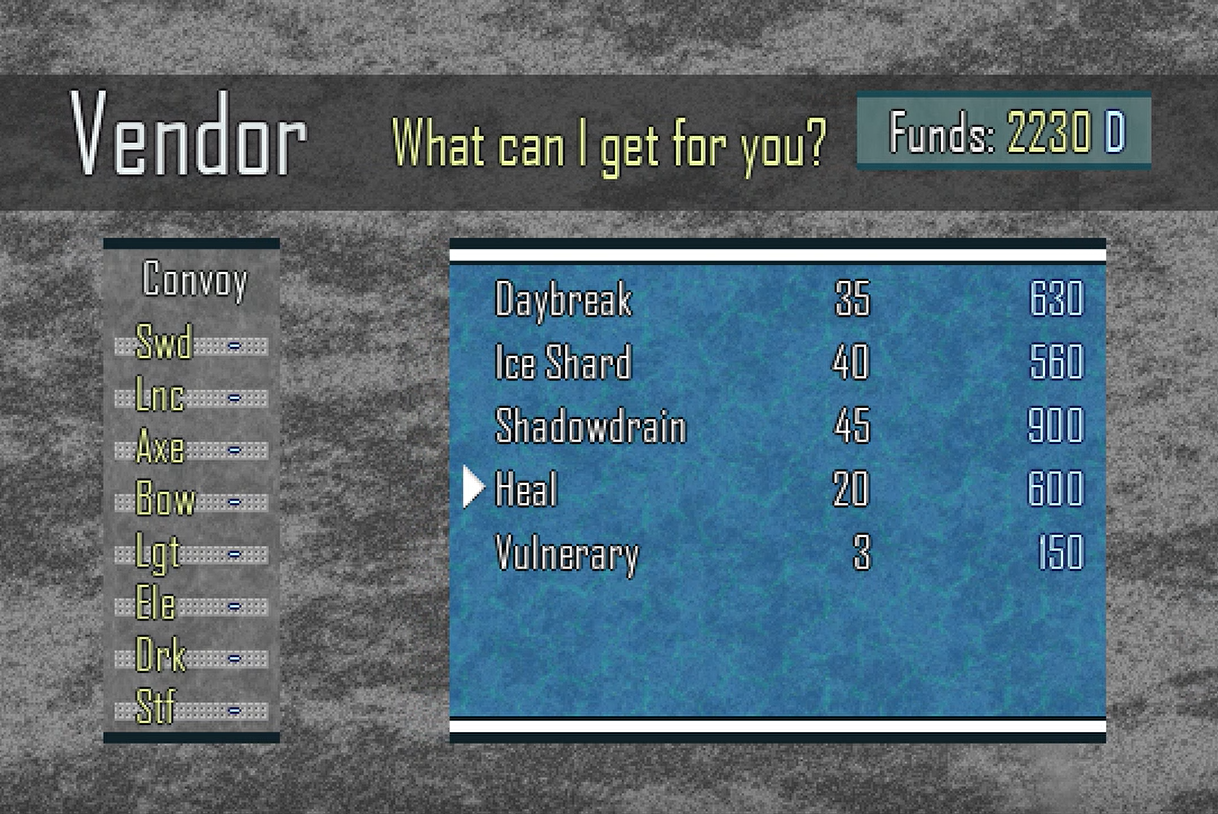 Vendor
What can I get for you?
Funds: 2230 D
Convoy
Swd -
Lnc -
Axe -
Bow -
Lgt -
Ele -
Drk -
Stf -
Daybreak 35 630
Ice Shard 40 560
Shadowdrain 45 900
Heal 20 600
Vulnerary 3 150